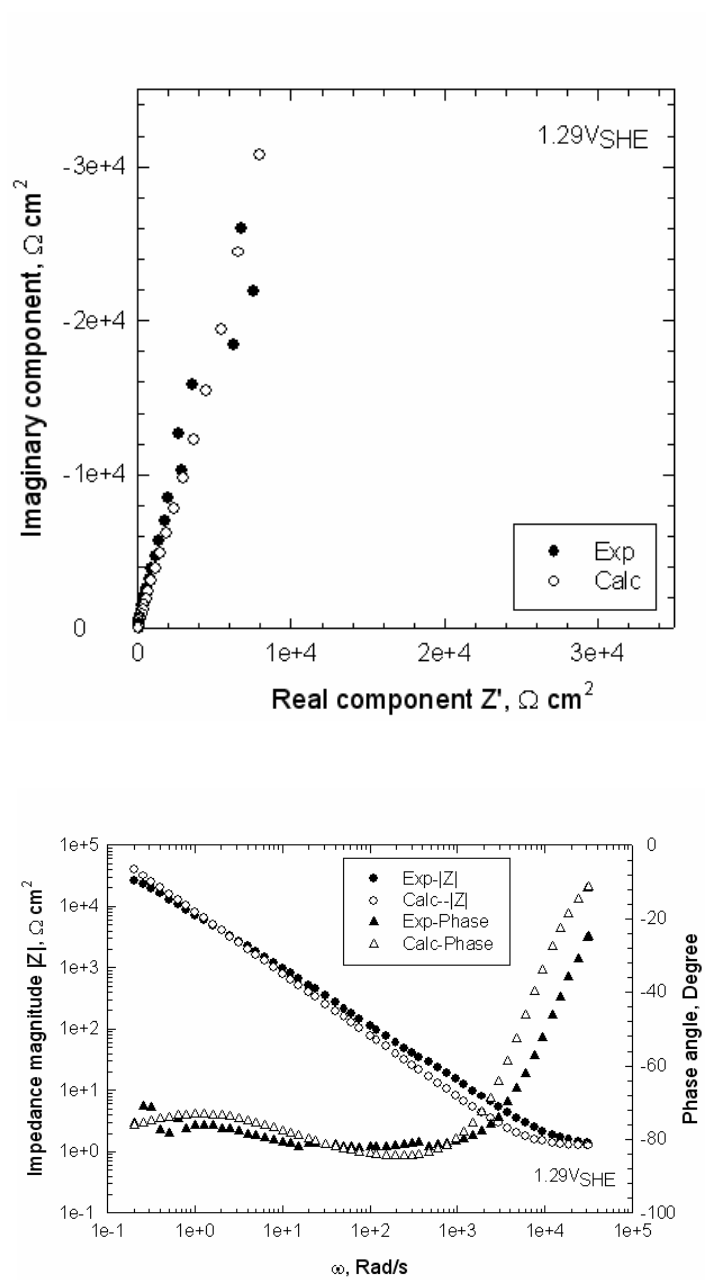 1.29VSHE
-3e+4
-2e+4
-1e+4
0
Imaginary component, Ω cm2
Exp
Calc
0 1e+4 2e+4 3e+4
Real component Z', Ω cm2
1e+5
1e+4
1e+3
1e+2
1e+1
1e+0
1e-1
Impedance magnitude |Z|, Ω cm2
Exp-|Z|
Calc--|Z|
Exp-Phase
Calc-Phase
0
-20
-40
-60
-80
-100
Phase angle, Degree
1.29VSHE
1e-1 1e+0 1e+1 1e+2 1e+3 1e+4 1e+5
ω, Rad/s